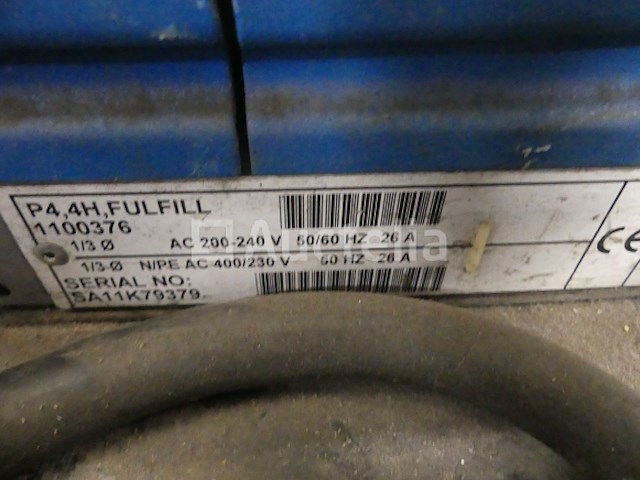 P4,4H,FULFILL
1100376
1/3 Ø AC 200-240 V 50/60 HZ 26 A
1/3 Ø N/PE AC 400/230 V 50 HZ 26 A
SERIAL NO:
SA11K79379
CE
Auctelia